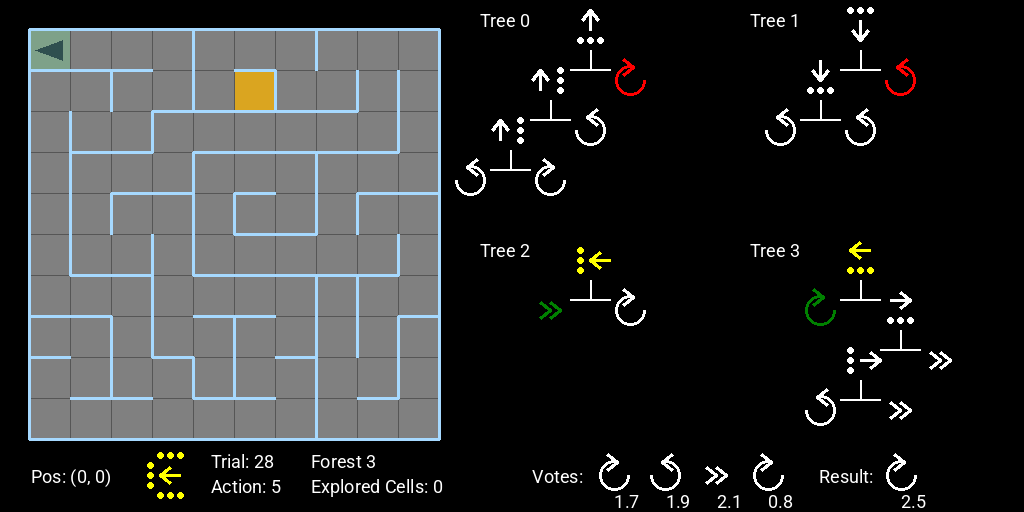 Tree 0
Tree 1
Tree 2
Tree 3
Pos: (0, 0)
Trial: 28
Forest 3
Action: 5
Explored Cells: 0
Votes:
1.7
1.9
2.1
0.8
Result:
2.5